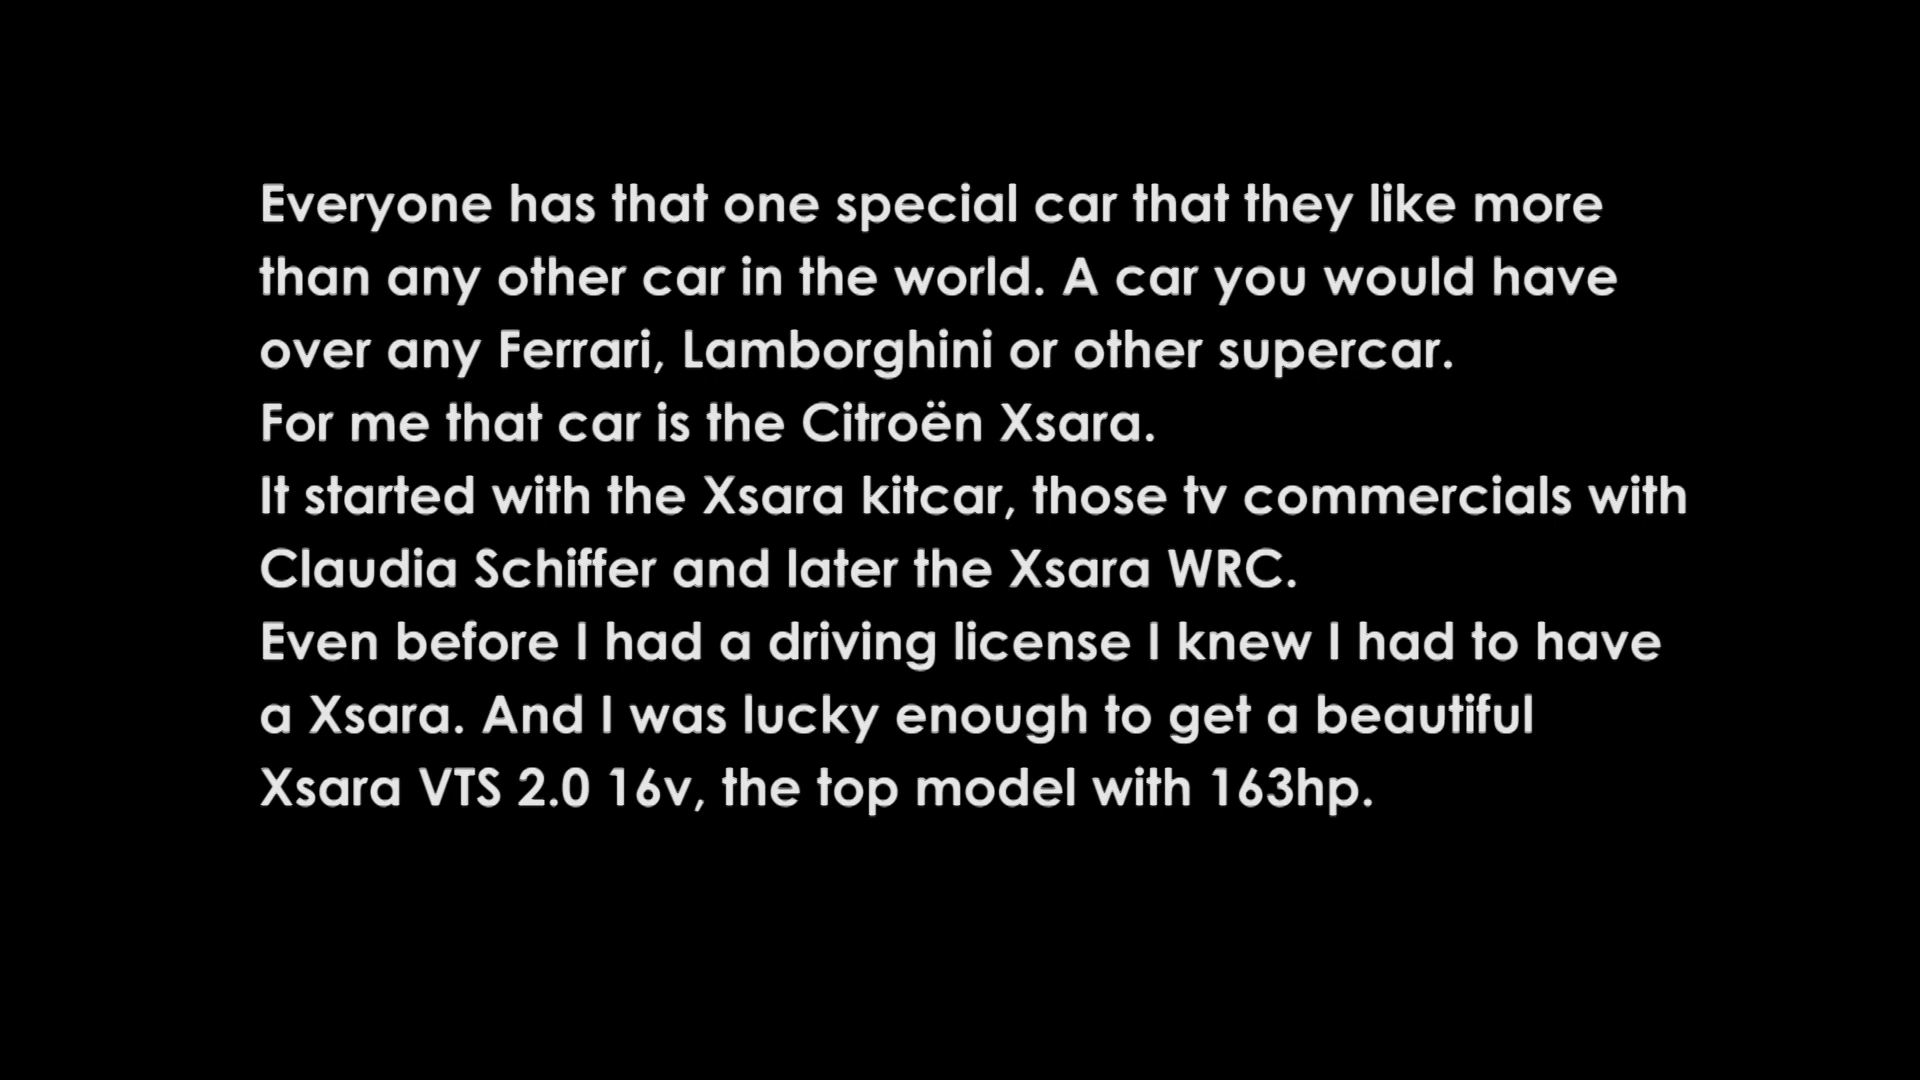 Everyone has that one special car that they like more
than any other car in the world. A car you would have
over any Ferrari, Lamborghini or other supercar.
For me that car is the Citroën Xsara.
It started with the Xsara kitcar, those tv commercials with
Claudia Schiffer and later the Xsara WRC.
Even before I had a driving license I knew I had to have
a Xsara. And I was lucky enough to get a beautiful
Xsara VTS 2.0 16v, the top model with 163hp.